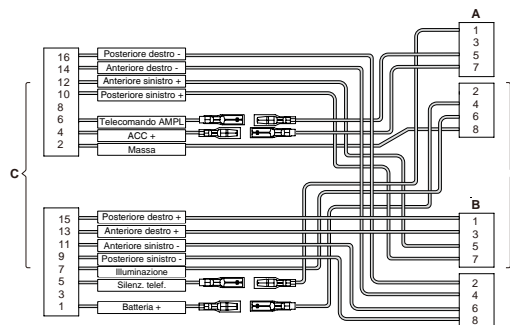 A
1
3
5
7
2
4
6
8
16 Posteriore destro -
14 Anteriore destro -
12 Anteriore sinistro +
10 Posteriore sinistro +
8
6 Telecomando AMPL
4 ACC +
2 Massa
C
B
1
3
5
7
2
4
6
8
15 Posteriore destro +
13 Anteriore destro +
11 Anteriore sinistro -
9 Posteriore sinistro -
7 Illuminazione
5 Silenz. telef.
3
1 Batteria +